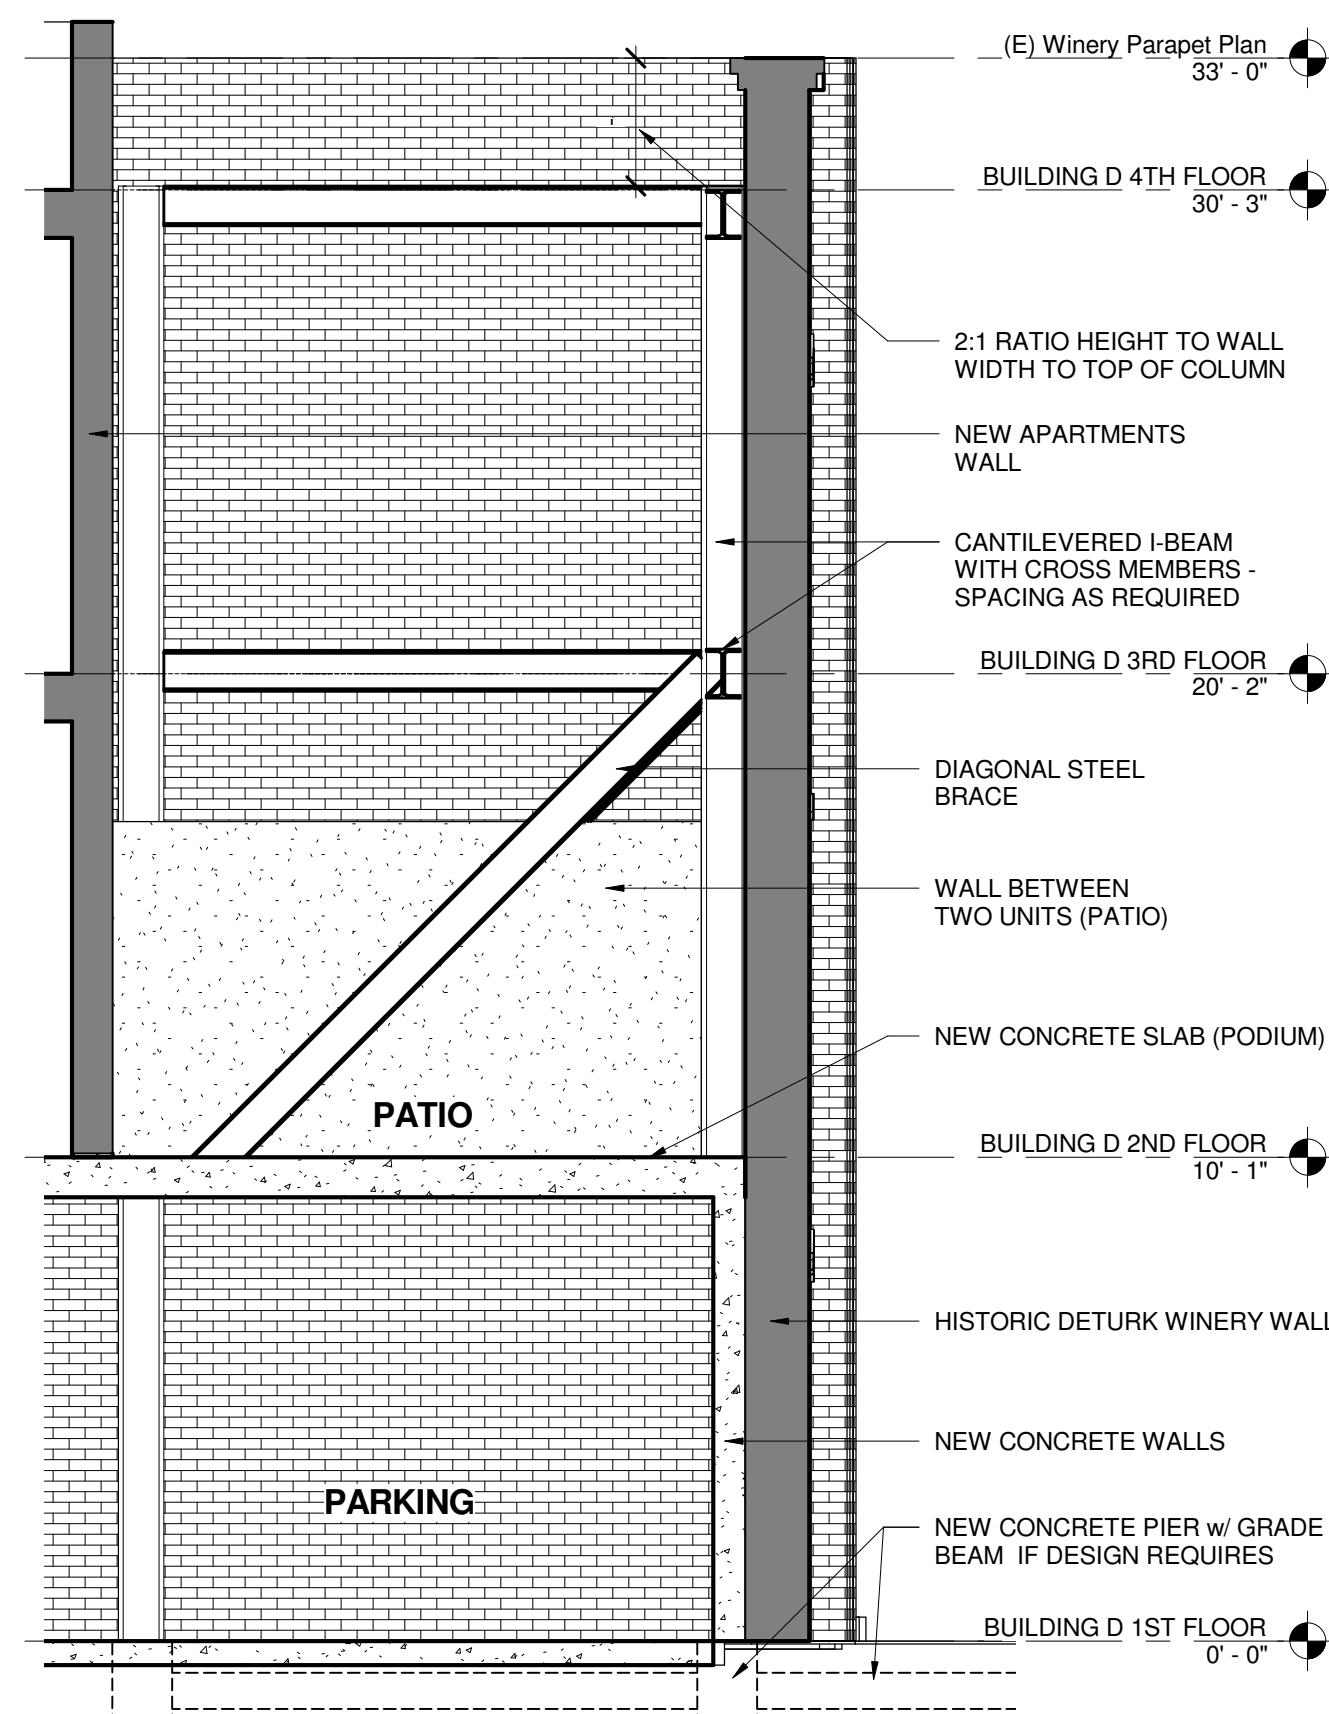 (E) Winery Parapet Plan
33' - 0"
BUILDING D 4TH FLOOR
30' - 3"
2:1 RATIO HEIGHT TO WALL
WIDTH TO TOP OF COLUMN
NEW APARTMENTS
WALL
CANTILEVERED I-BEAM
WITH CROSS MEMBERS -
SPACING AS REQUIRED
BUILDING D 3RD FLOOR
20' - 2"
DIAGONAL STEEL
BRACE
WALL BETWEEN
TWO UNITS (PATIO)
NEW CONCRETE SLAB (PODIUM)
PATIO
BUILDING D 2ND FLOOR
10' - 1"
HISTORIC DETURK WINERY WALL
NEW CONCRETE WALLS
PARKING
NEW CONCRETE PIER w/ GRADE
BEAM IF DESIGN REQUIRES
BUILDING D 1ST FLOOR
0' - 0"